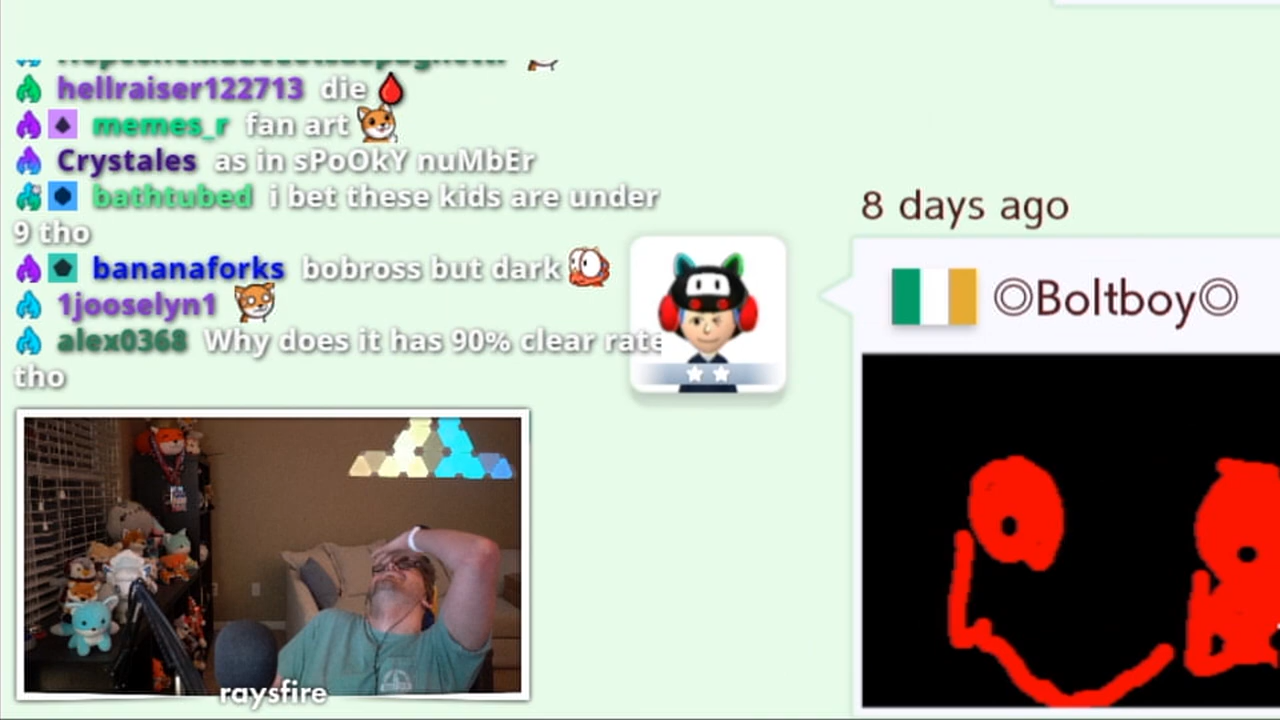 hellraiser122713 die
memes_r fan art
Crystales as in sPoOkY nuMbEr
bathtubed i bet these kids are under
9 tho
bananaforks bobross but dark
1jooselyn1
alex0368 Why does it has 90% clear rate
tho
8 days ago
◎Boltboy◎
raysfire